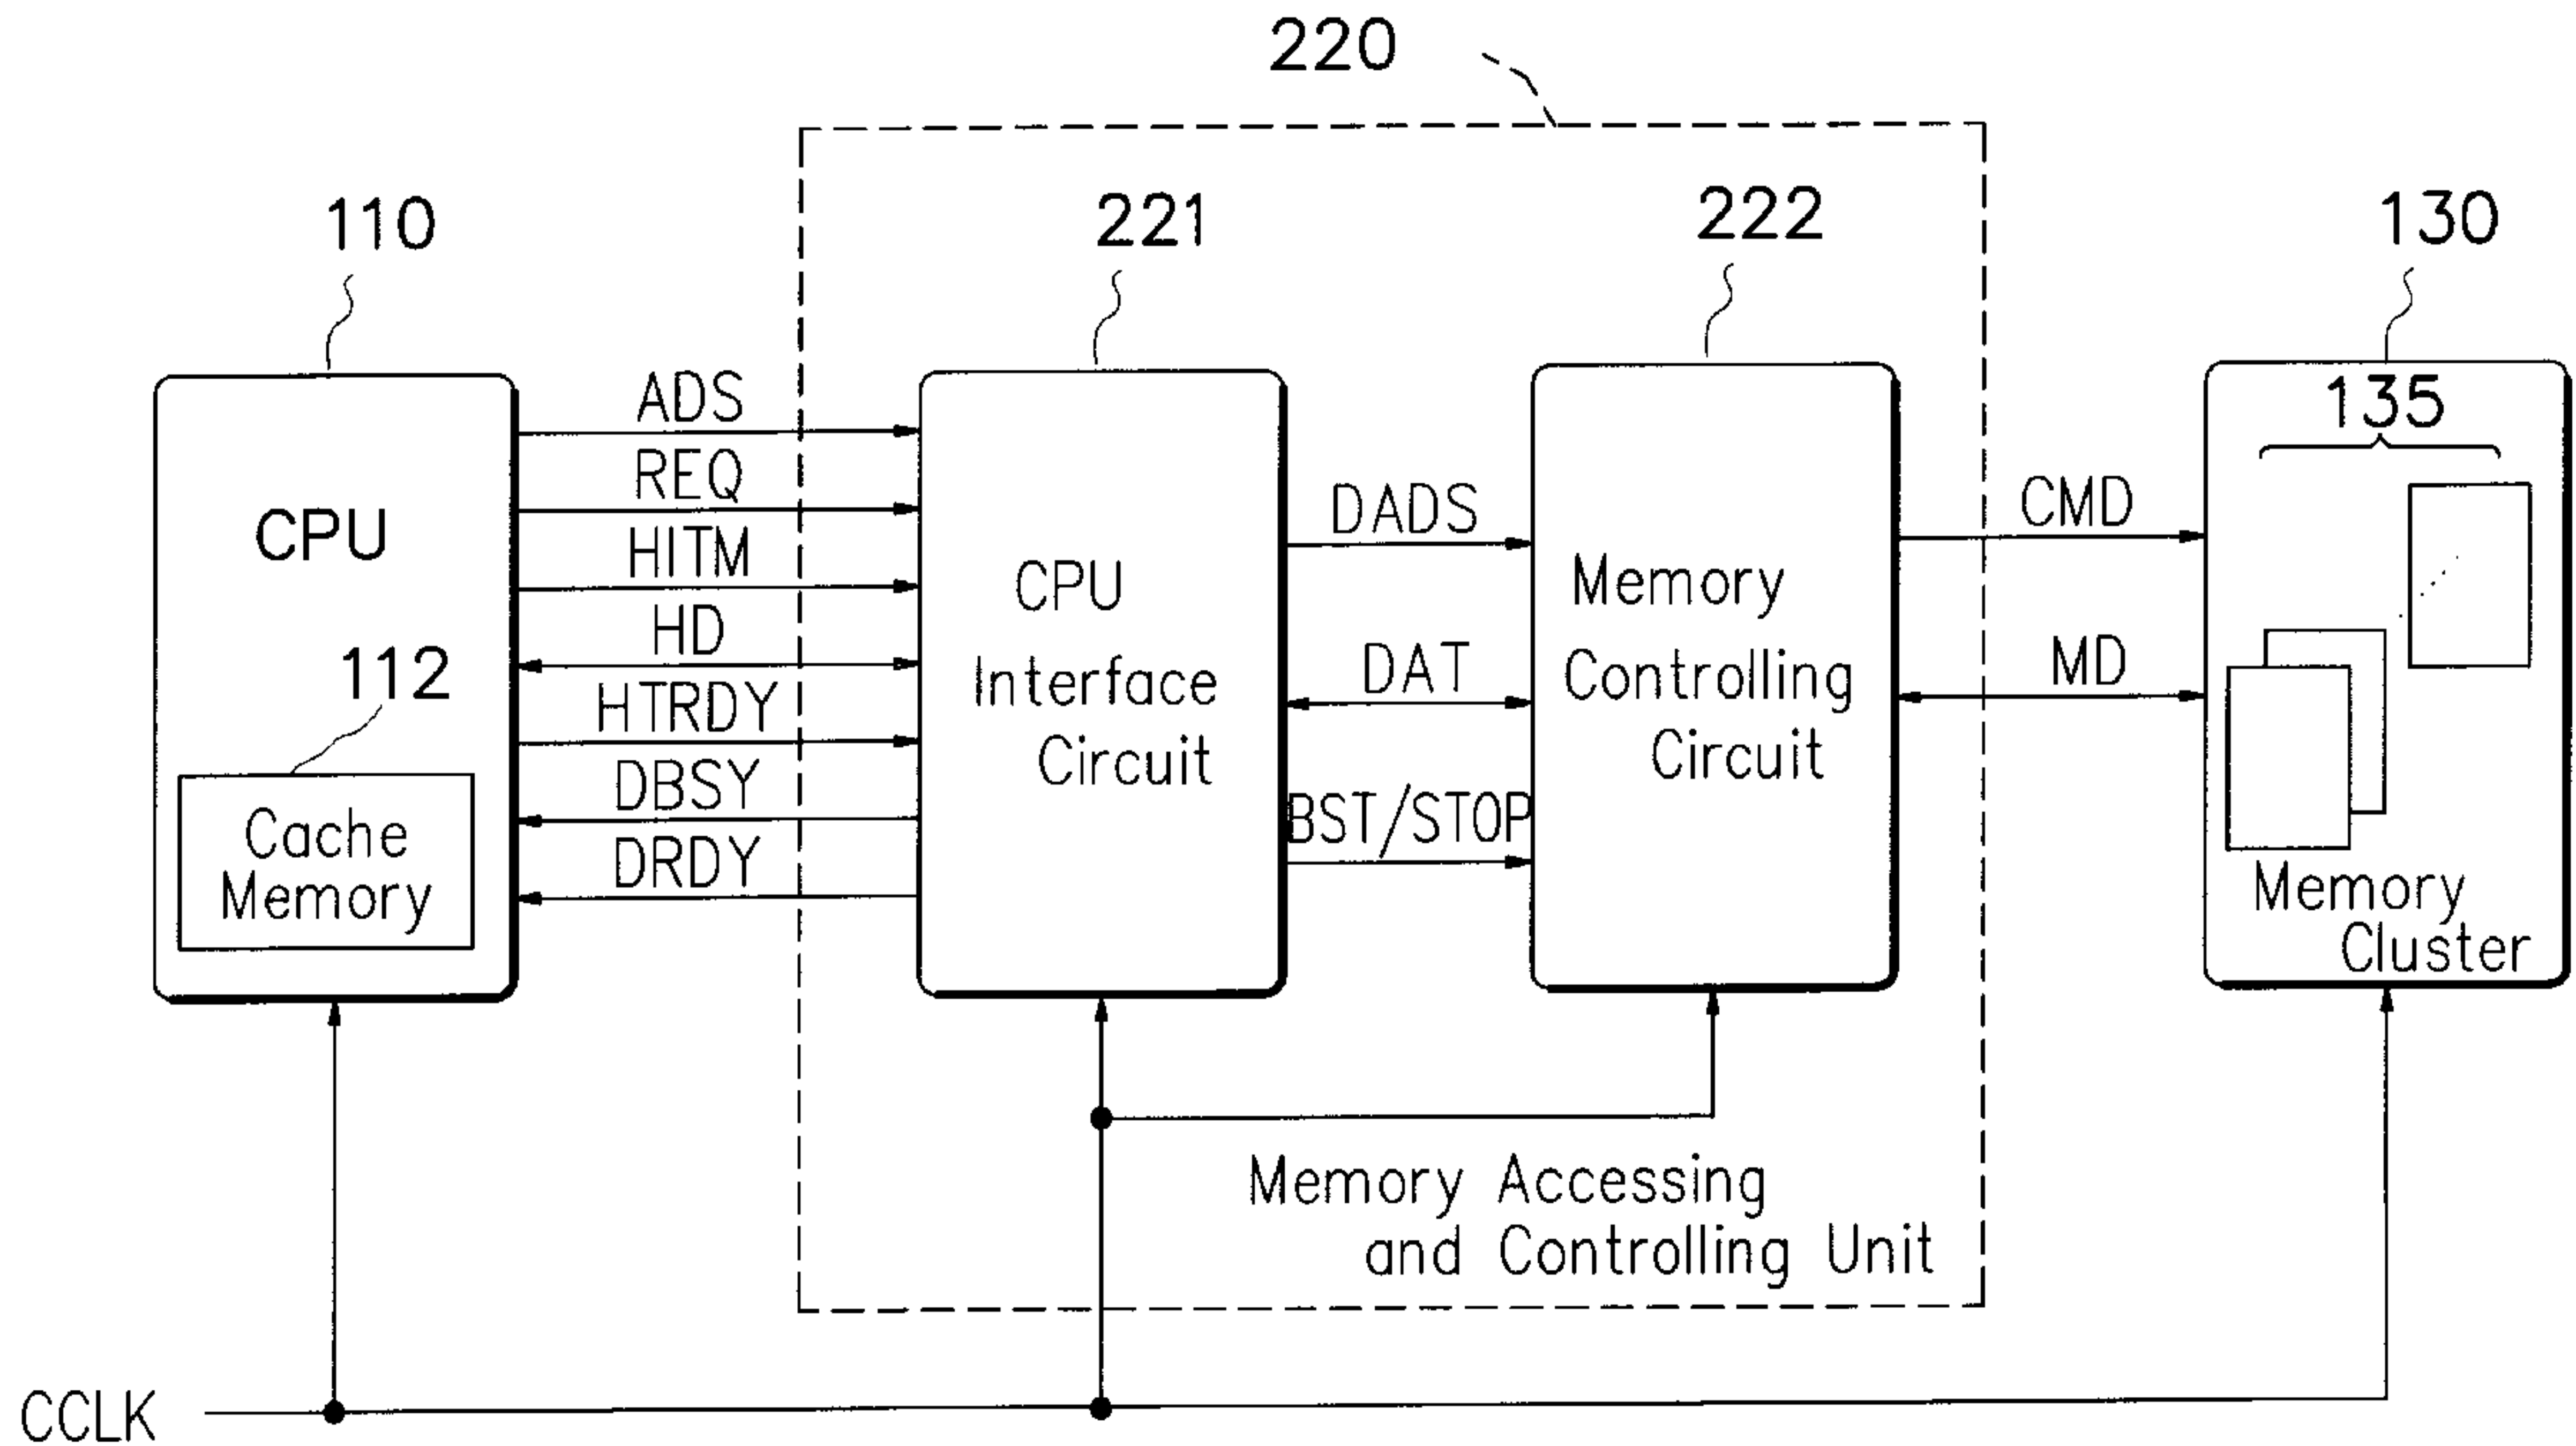 220
110
221
222
130
135
ADS
REQ
HITM
HD
HTRDY
DBSY
DRDY
CPU
112
Cache
Memory
CPU
Interface
Circuit
DADS
DAT
BST/STOP
Memory
Controlling
Circuit
CMD
MD
Memory
Cluster
Memory Accessing
and Controlling Unit
CCLK